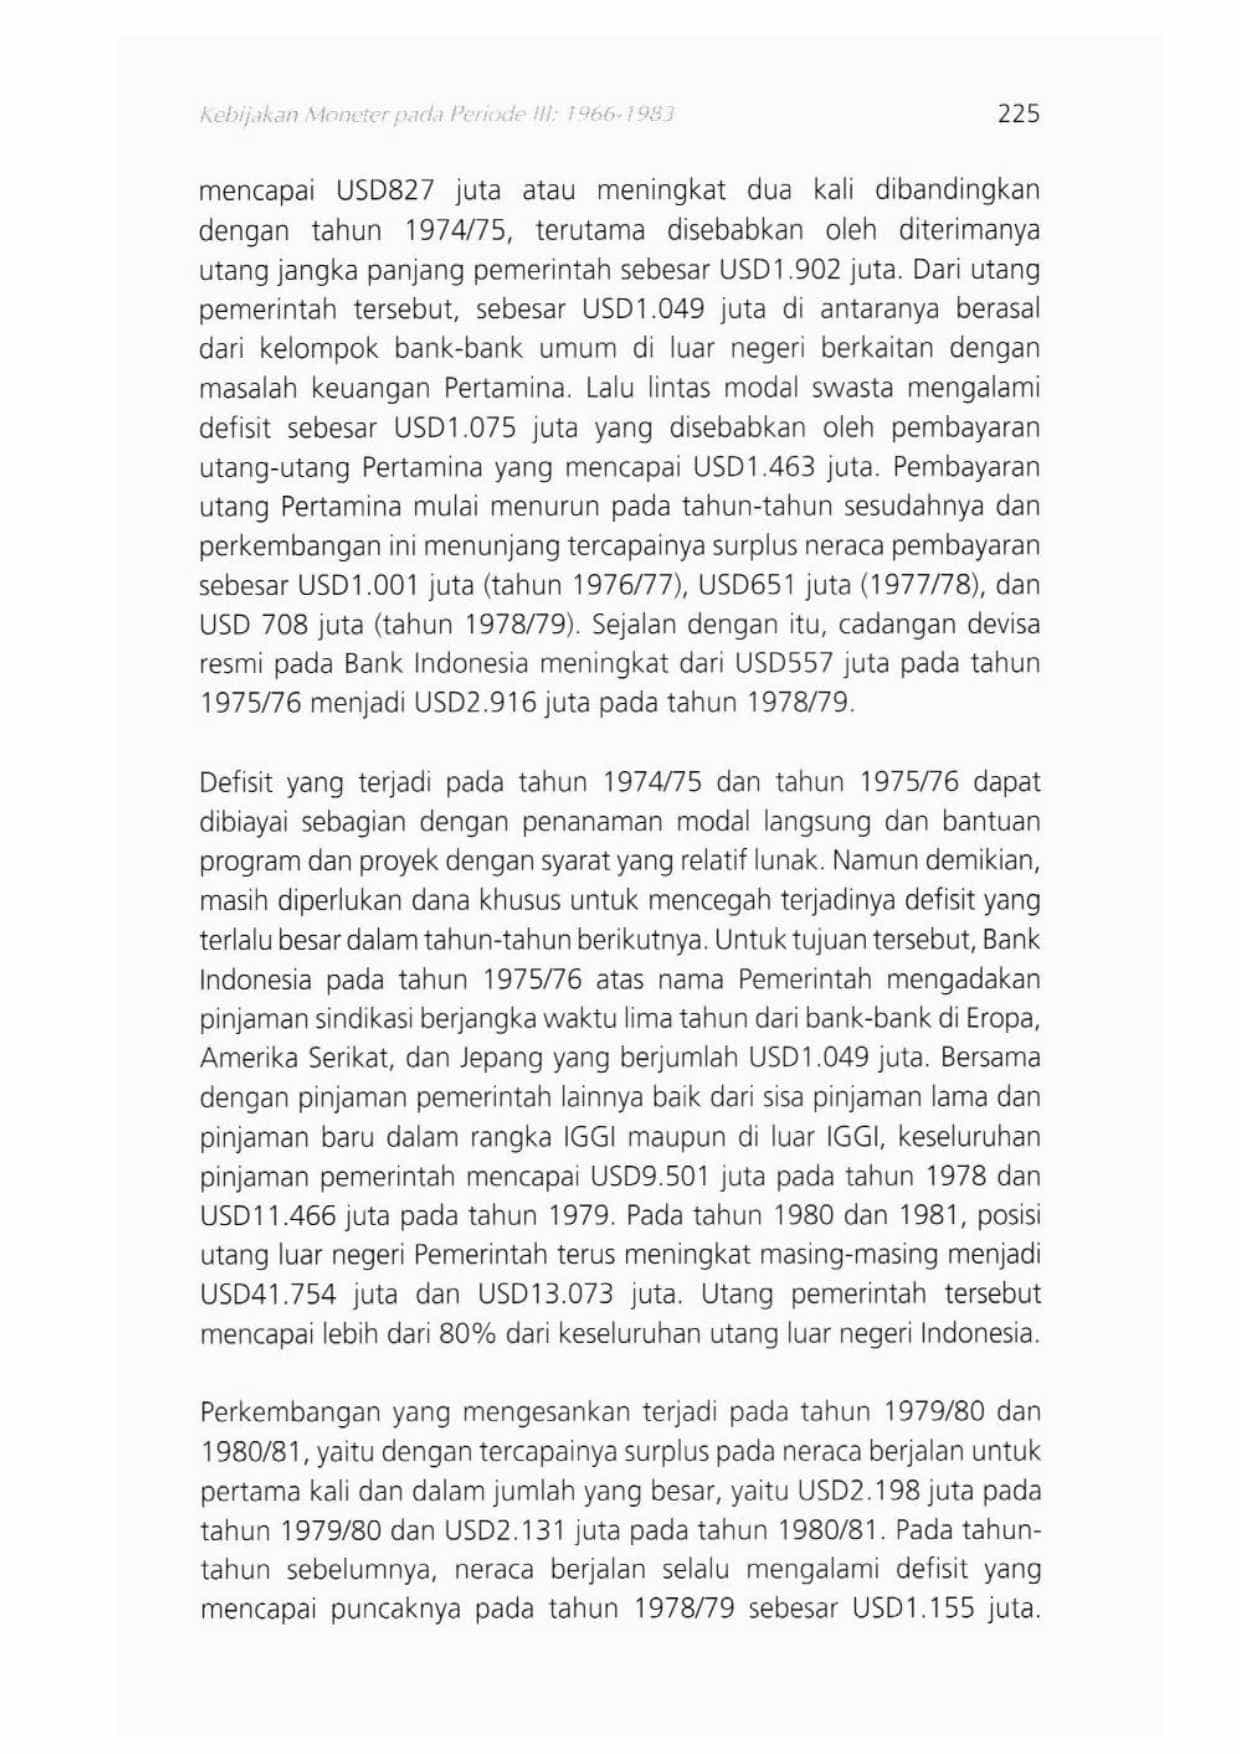 Kebijakan Moneter pada Periode III: 1966-1983 225
mencapai USD827 juta atau meningkat dua kali dibandingkan
dengan tahun 1974/75, terutama disebabkan oleh diterimanya
utang jangka panjang pemerintah sebesar USD1.902 juta. Dari utang
pemerintah tersebut, sebesar USD1.049 juta di antaranya berasal
dari kelompok bank-bank umum di luar negeri berkaitan dengan
masalah keuangan Pertamina. Lalu lintas modal swasta mengalami
defisit sebesar USD1.075 juta yang disebabkan oleh pembayaran
utang-utang Pertamina yang mencapai USD1.463 juta. Pembayaran
utang Pertamina mulai menurun pada tahun-tahun sesudahnya dan
perkembangan ini menunjang tercapainya surplus neraca pembayaran
sebesar USD1.001 juta (tahun 1976/77), USD651 juta (1977/78), dan
USD 708 juta (tahun 1978/79). Sejalan dengan itu, cadangan devisa
resmi pada Bank Indonesia meningkat dari USD557 juta pada tahun
1975/76 menjadi USD2.916 juta pada tahun 1978/79.
Defisit yang terjadi pada tahun 1974/75 dan tahun 1975/76 dapat
dibiayai sebagian dengan penanaman modal langsung dan bantuan
program dan proyek dengan syarat yang relatif lunak. Namun demikian,
masih diperlukan dana khusus untuk mencegah terjadinya defisit yang
terlalu besar dalam tahun-tahun berikutnya. Untuk tujuan tersebut, Bank
Indonesia pada tahun 1975/76 atas nama Pemerintah mengadakan
pinjaman sindikasi berjangka waktu lima tahun dari bank-bank di Eropa,
Amerika Serikat, dan Jepang yang berjumlah USD1.049 juta. Bersama
dengan pinjaman pemerintah lainnya baik dari sisa pinjaman lama dan
pinjaman baru dalam rangka IGGI maupun di luar IGGI, keseluruhan
pinjaman pemerintah mencapai USD9.501 juta pada tahun 1978 dan
USD11.466 juta pada tahun 1979. Pada tahun 1980 dan 1981, posisi
utang luar negeri Pemerintah terus meningkat masing-masing menjadi
USD41.754 juta dan USD13.073 juta. Utang pemerintah tersebut
mencapai lebih dari 80% dari keseluruhan utang luar negeri Indonesia.
Perkembangan yang mengesankan terjadi pada tahun 1979/80 dan
1980/81, yaitu dengan tercapainya surplus pada neraca berjalan untuk
pertama kali dan dalam jumlah yang besar, yaitu USD2.198 juta pada
tahun 1979/80 dan USD2.131 juta pada tahun 1980/81. Pada tahun-
tahun sebelumnya, neraca berjalan selalu mengalami defisit yang
mencapai puncaknya pada tahun 1978/79 sebesar USD1.155 juta.